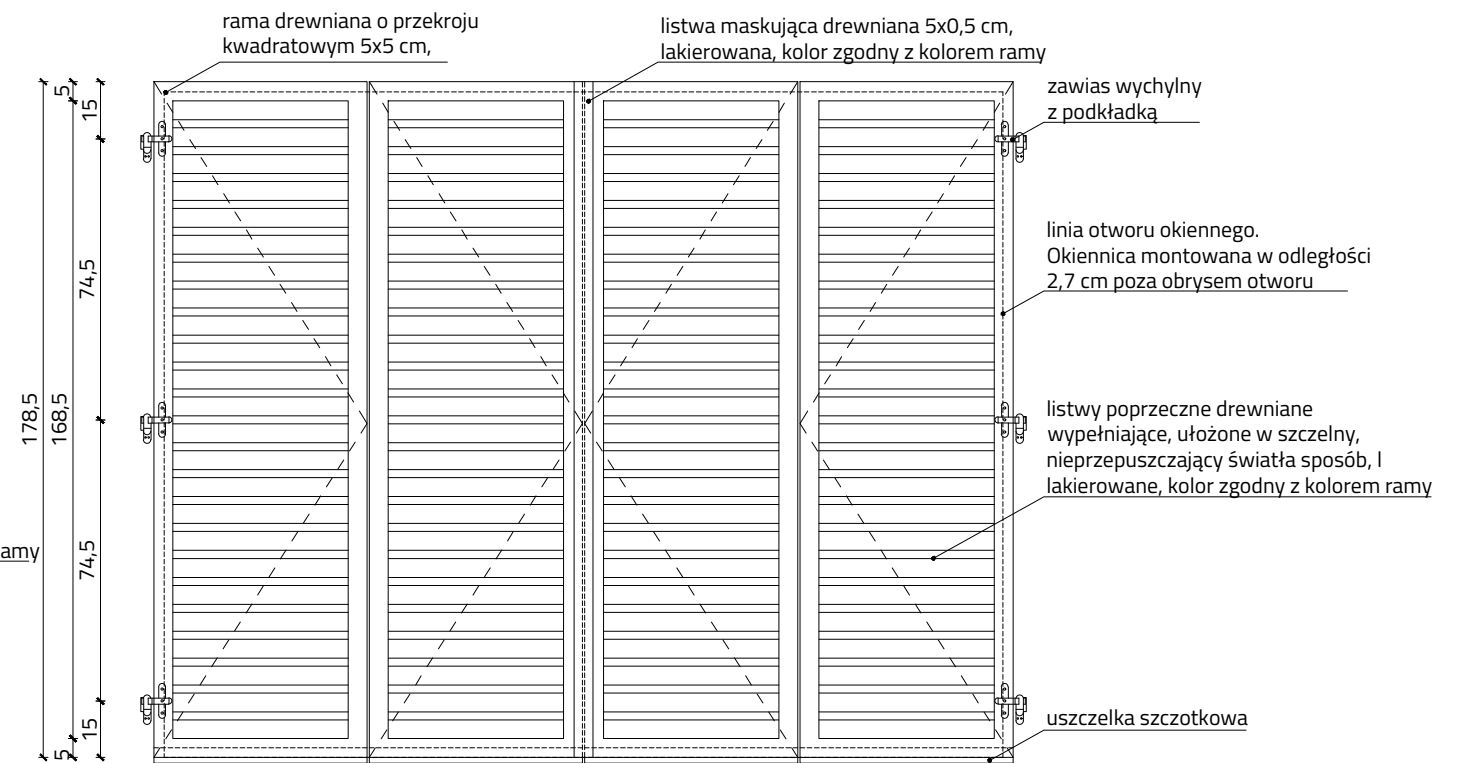 rama drewniana o przekroju
kwadratowym 5x5 cm,
listwa maskująca drewniana 5x0,5 cm,
lakierowana, kolor zgodny z kolorem ramy
zawias wychylny
z podkładką
linia otworu okiennego.
Okiennica montowana w odległości
2,7 cm poza obrysem otworu
listwy poprzeczne drewniane
wypełniające, ułożone w szczelny,
nieprzepuszczający światła sposób, l
lakierowane, kolor zgodny z kolorem ramy
uszczelka szczotkowa
amy
178,5
5
168,5
5
15
74,5
74,5
15